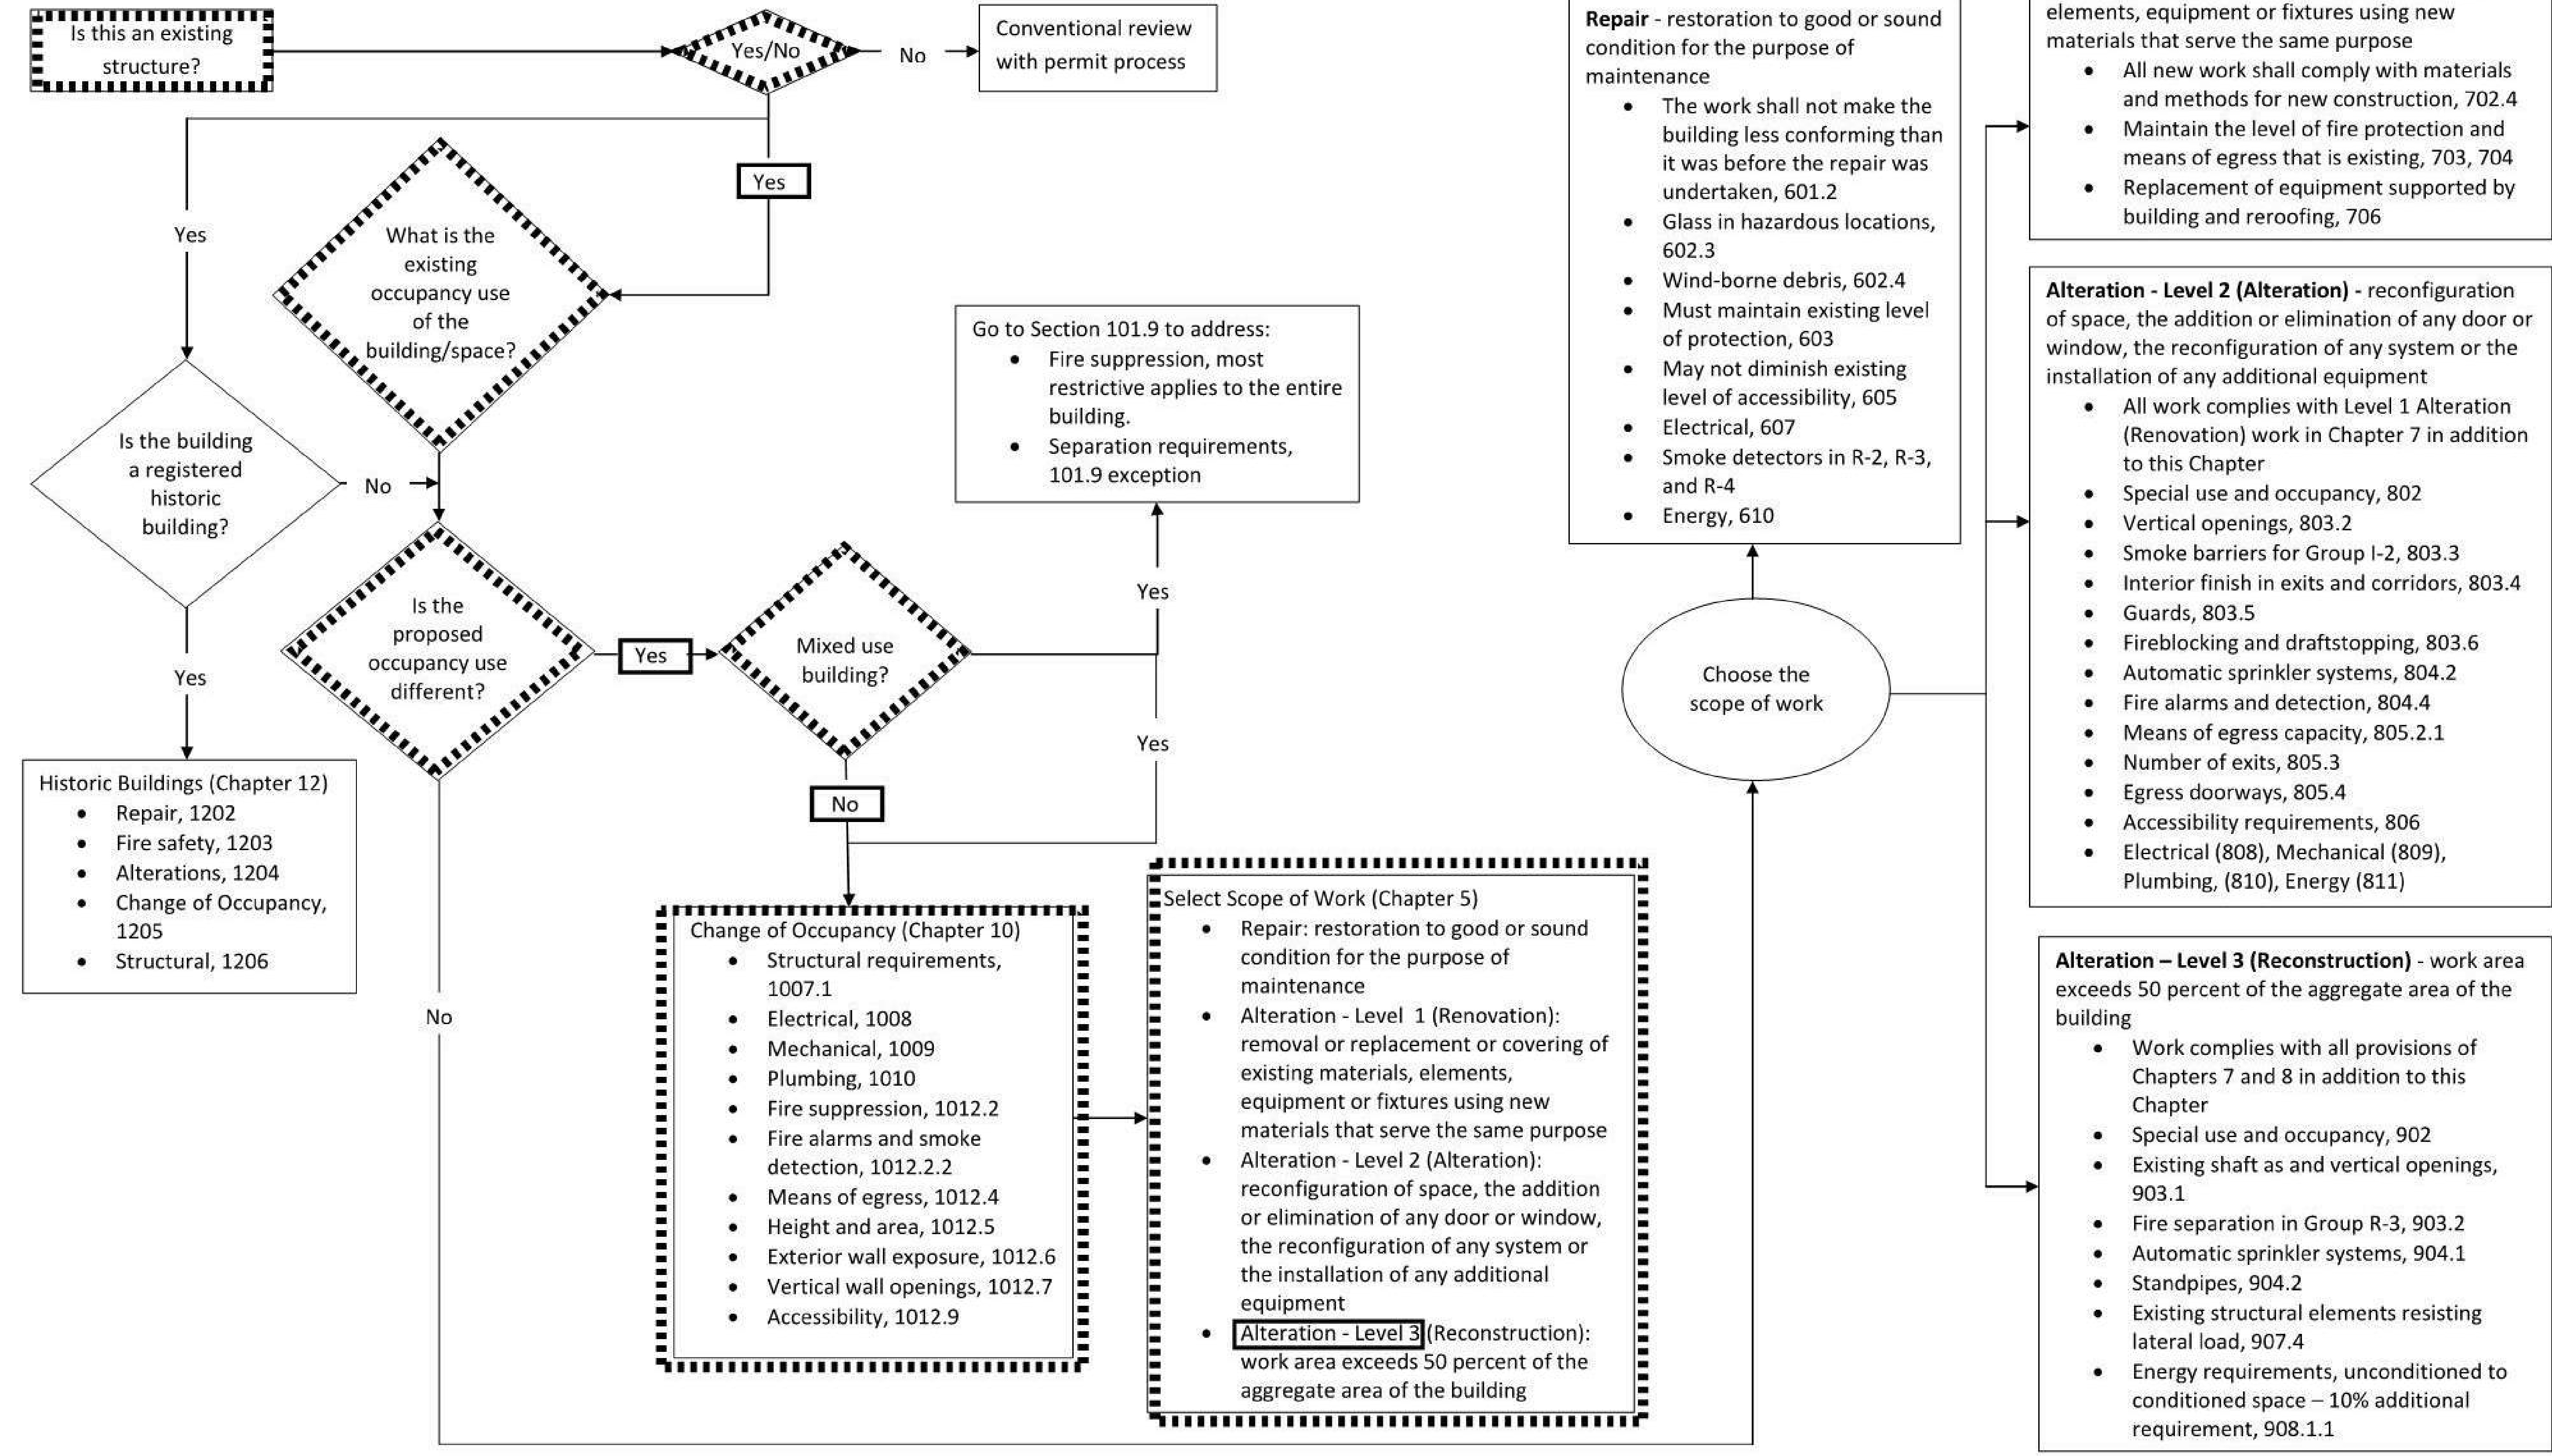 Is this an existing
structure?
Yes/No
No
Conventional review
with permit process
Yes
Yes
What is the
existing
occupancy use
of the
building/space?
Is the building
a registered
historic
building?
No
Yes
Historic Buildings (Chapter 12)
• Repair, 1202
• Fire safety, 1203
• Alterations, 1204
• Change of Occupancy,
1205
• Structural, 1206
Is the
proposed
occupancy use
different?
Yes
No
Mixed use
building?
Yes
Yes
No
Go to Section 101.9 to address:
• Fire suppression, most
restrictive applies to the entire
building.
• Separation requirements,
101.9 exception
Change of Occupancy (Chapter 10)
• Structural requirements,
1007.1
• Electrical, 1008
• Mechanical, 1009
• Plumbing, 1010
• Fire suppression, 1012.2
• Fire alarms and smoke
detection, 1012.2.2
• Means of egress, 1012.4
• Height and area, 1012.5
• Exterior wall exposure, 1012.6
• Vertical wall openings, 1012.7
• Accessibility, 1012.9
Select Scope of Work (Chapter 5)
• Repair: restoration to good or sound
condition for the purpose of
maintenance
• Alteration - Level 1 (Renovation):
removal or replacement or covering of
existing materials, elements,
equipment or fixtures using new
materials that serve the same purpose
• Alteration - Level 2 (Alteration):
reconfiguration of space, the addition
or elimination of any door or window,
the reconfiguration of any system or
the installation of any additional
equipment
• Alteration - Level 3 (Reconstruction):
work area exceeds 50 percent of the
aggregate area of the building
Repair - restoration to good or sound
condition for the purpose of
maintenance
• The work shall not make the
building less conforming than
it was before the repair was
undertaken, 601.2
• Glass in hazardous locations,
602.3
• Wind-borne debris, 602.4
• Must maintain existing level
of protection, 603
• May not diminish existing
level of accessibility, 605
• Electrical, 607
• Smoke detectors in R-2, R-3,
and R-4
• Energy, 610
Choose the
scope of work
elements, equipment or fixtures using new
materials that serve the same purpose
• All new work shall comply with materials
and methods for new construction, 702.4
• Maintain the level of fire protection and
means of egress that is existing, 703, 704
• Replacement of equipment supported by
building and reroofing, 706
Alteration - Level 2 (Alteration) - reconfiguration
of space, the addition or elimination of any door or
window, the reconfiguration of any system or the
installation of any additional equipment
• All work complies with Level 1 Alteration
(Renovation) work in Chapter 7 in addition
to this Chapter
• Special use and occupancy, 802
• Vertical openings, 803.2
• Smoke barriers for Group I-2, 803.3
• Interior finish in exits and corridors, 803.4
• Guards, 803.5
• Fireblocking and draftstopping, 803.6
• Automatic sprinkler systems, 804.2
• Fire alarms and detection, 804.4
• Means of egress capacity, 805.2.1
• Number of exits, 805.3
• Egress doorways, 805.4
• Accessibility requirements, 806
• Electrical (808), Mechanical (809),
Plumbing, (810), Energy (811)
Alteration – Level 3 (Reconstruction) - work area
exceeds 50 percent of the aggregate area of the
building
• Work complies with all provisions of
Chapters 7 and 8 in addition to this
Chapter
• Special use and occupancy, 902
• Existing shaft as and vertical openings,
903.1
• Fire separation in Group R-3, 903.2
• Automatic sprinkler systems, 904.1
• Standpipes, 904.2
• Existing structural elements resisting
lateral load, 907.4
• Energy requirements, unconditioned to
conditioned space – 10% additional
requirement, 908.1.1